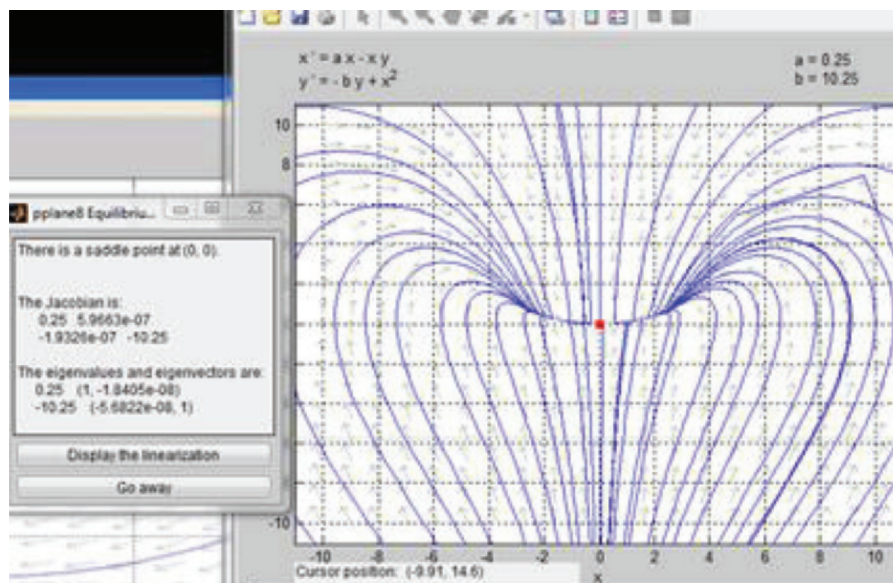 x ' = a x - x y
y ' = - b y + x²
a = 0.25
b = 10.25
10
8
-10
-10
-8
-6
-4
-2
0
2
4
6
8
10
x
Cursor position: (-9.91, 14.6)
pplane8 Equilibriu...
There is a saddle point at (0, 0).
The Jacobian is:
0.25 5.9663e-07
-1.9326e-07 -10.25
The eigenvalues and eigenvectors are:
0.25 (1, -1.8405e-08)
-10.25 (-5.6822e-08, 1)
Display the linearization
Go away